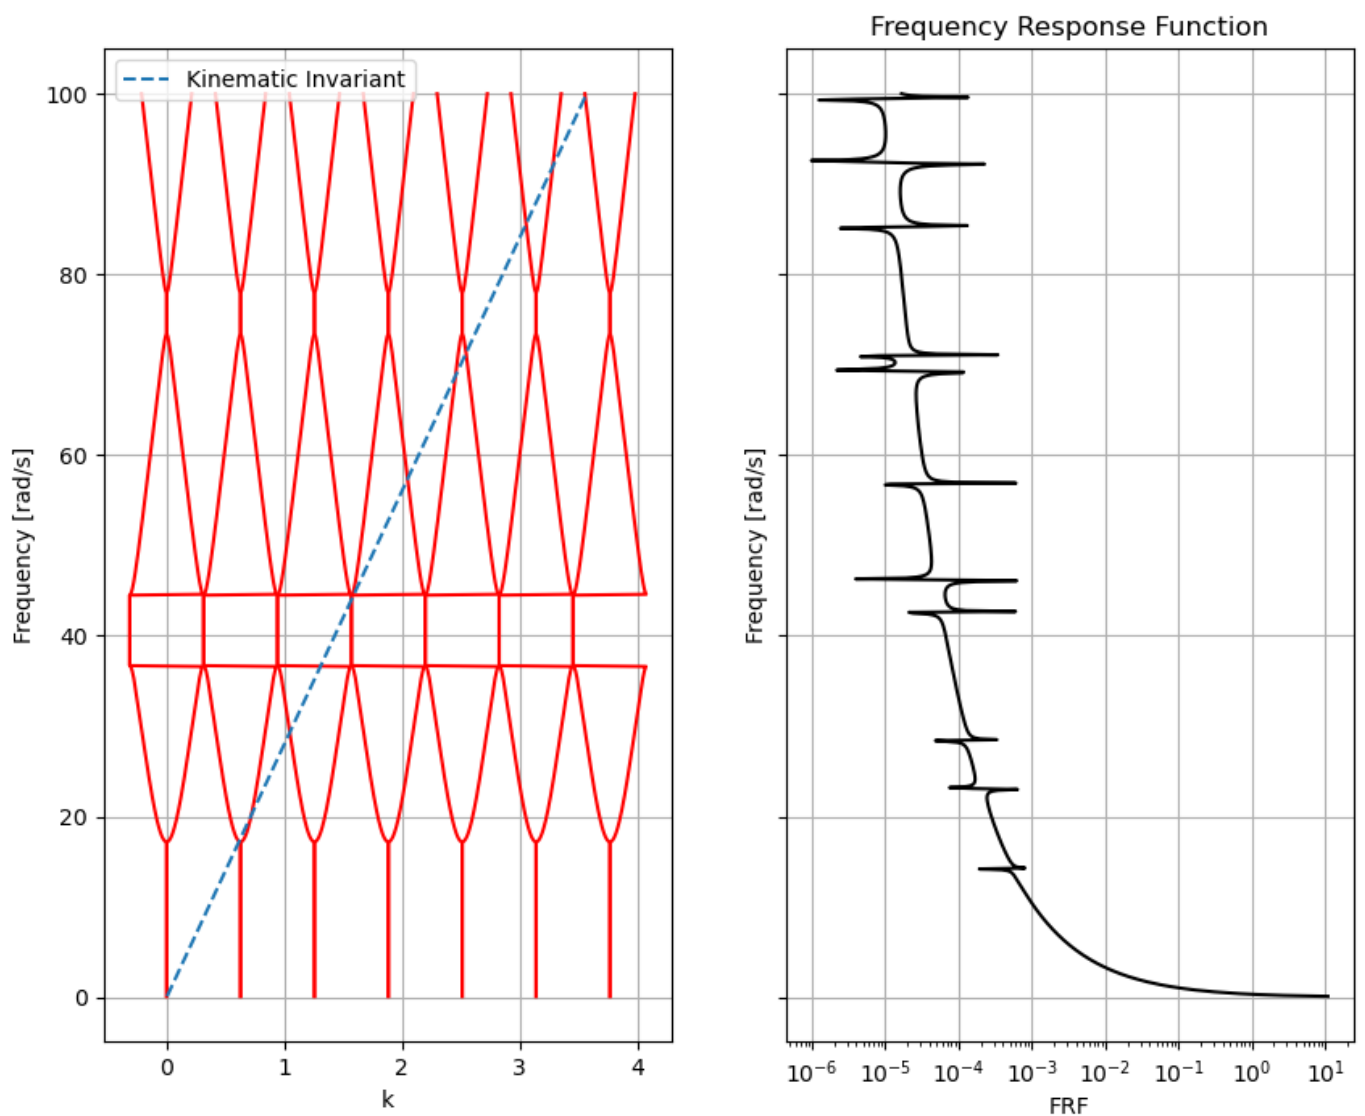 Frequency Response Function
Kinematic Invariant
100
80
60
40
20
0
Frequency [rad/s]
0 1 2 3 4
k
Frequency [rad/s]
10⁻⁶ 10⁻⁵ 10⁻⁴ 10⁻³ 10⁻² 10⁻¹ 10⁰ 10¹
FRF